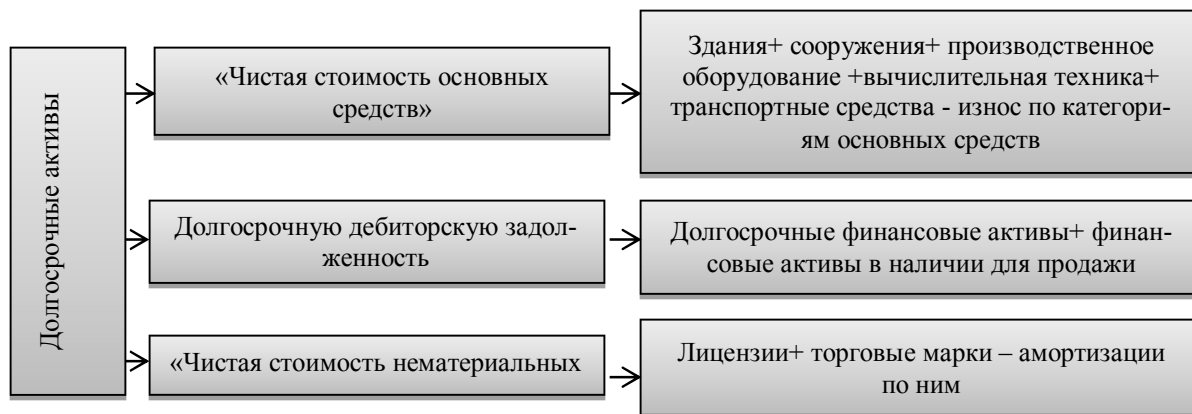 Долгосрочные активы
«Чистая стоимость основных
средств»
Здания+ сооружения+ производственное
оборудование +вычислительная техника+
транспортные средства - износ по категори-
ям основных средств
Долгосрочную дебиторскую задол-
женность
Долгосрочные финансовые активы+ финан-
совые активы в наличии для продажи
«Чистая стоимость нематериальных
Лицензии+ торговые марки – амортизации
по ним